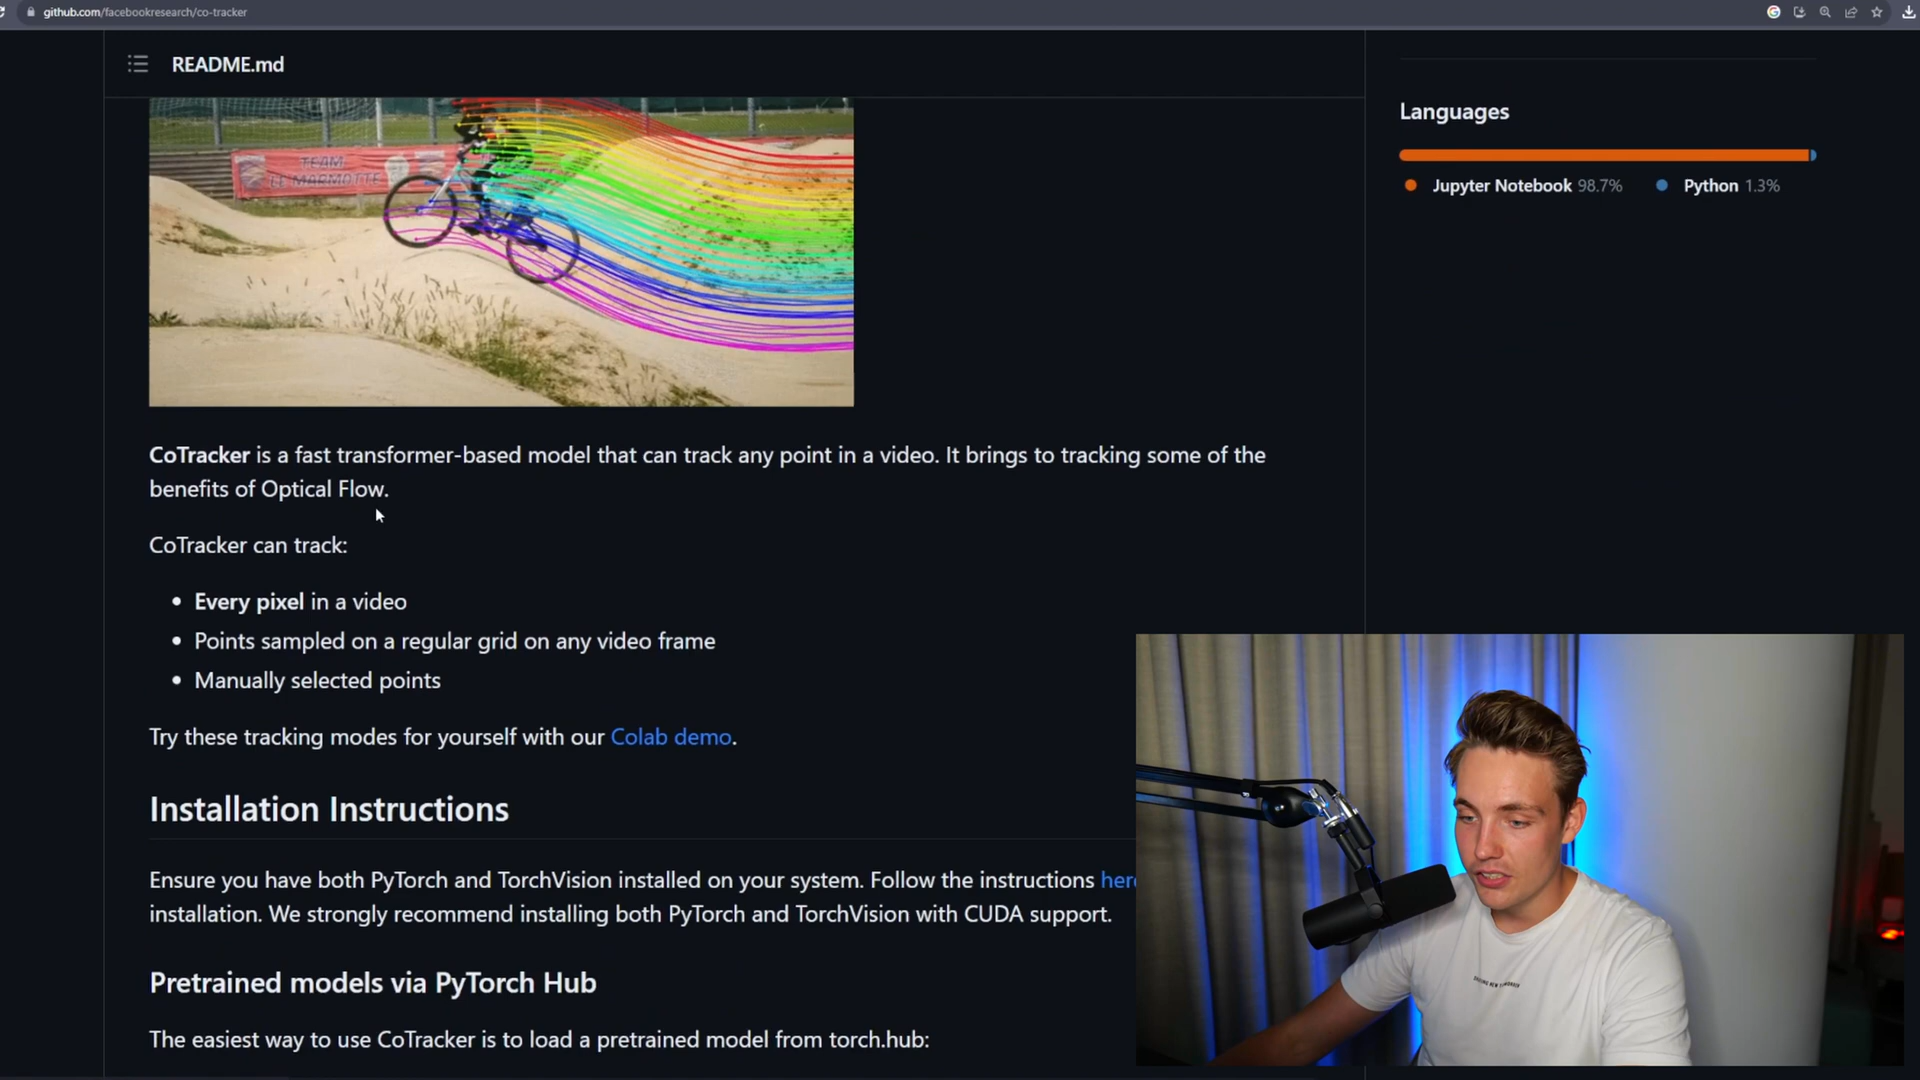 github.com/facebookresearch/co-tracker
README.md
TEAM
LE MARMOTTE
CoTracker is a fast transformer-based model that can track any point in a video. It brings to tracking some of the
benefits of Optical Flow.
CoTracker can track:
• Every pixel in a video
• Points sampled on a regular grid on any video frame
• Manually selected points
Try these tracking modes for yourself with our Colab demo.
Installation Instructions
Ensure you have both PyTorch and TorchVision installed on your system. Follow the instructions here
installation. We strongly recommend installing both PyTorch and TorchVision with CUDA support.
Pretrained models via PyTorch Hub
The easiest way to use CoTracker is to load a pretrained model from torch.hub:
Languages
Jupyter Notebook 98.7% Python 1.3%